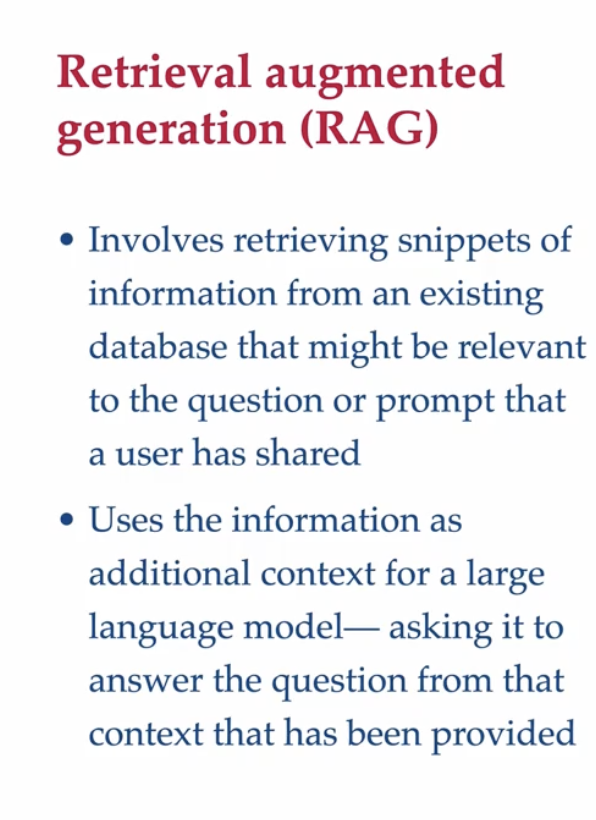 Retrieval augmented
generation (RAG)
• Involves retrieving snippets of
information from an existing
database that might be relevant
to the question or prompt that
a user has shared
• Uses the information as
additional context for a large
language model— asking it to
answer the question from that
context that has been provided